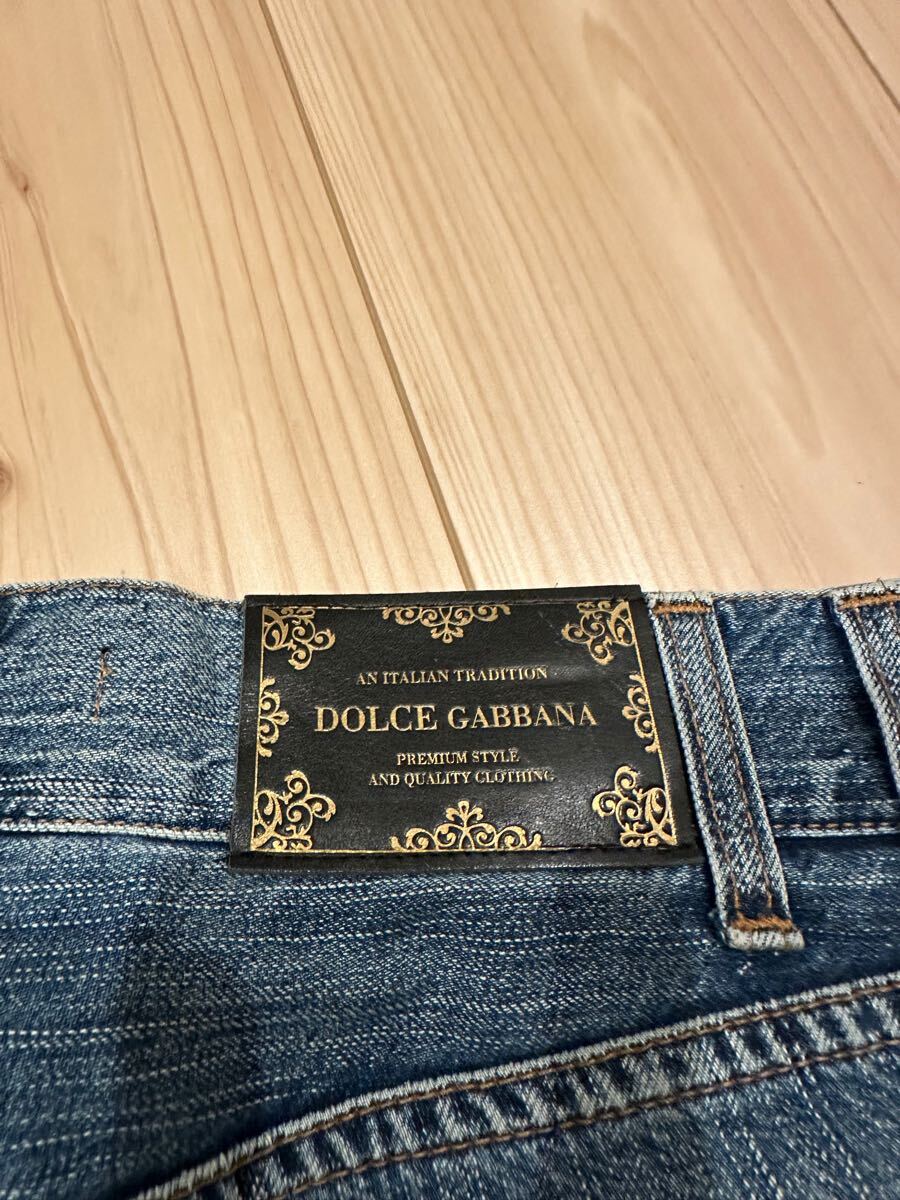 AN ITALIAN TRADITION
DOLCE GABBANA
PREMIUM STYLE
AND QUALITY CLOTHING